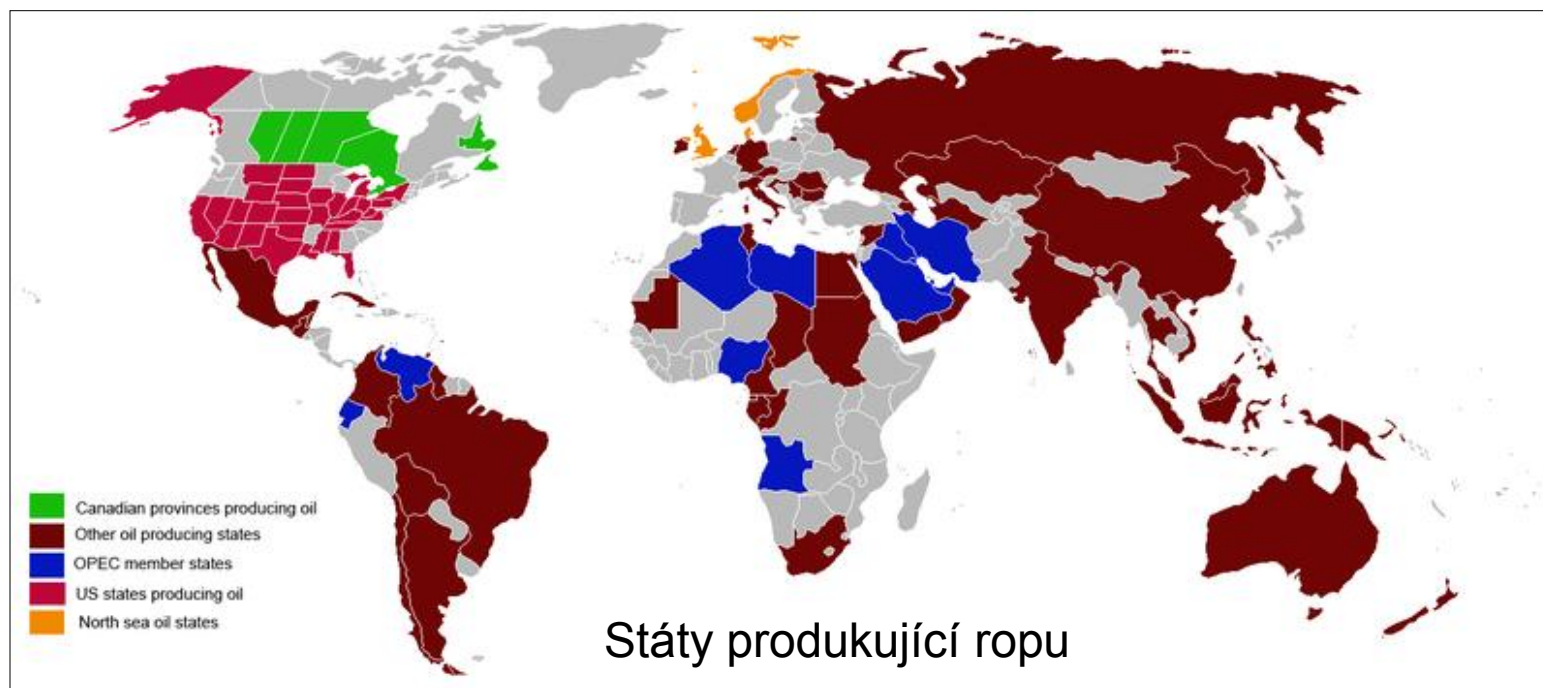 Canadian provinces producing oil
Other oil producing states
OPEC member states
US states producing oil
North sea oil states
Státy produkující ropu